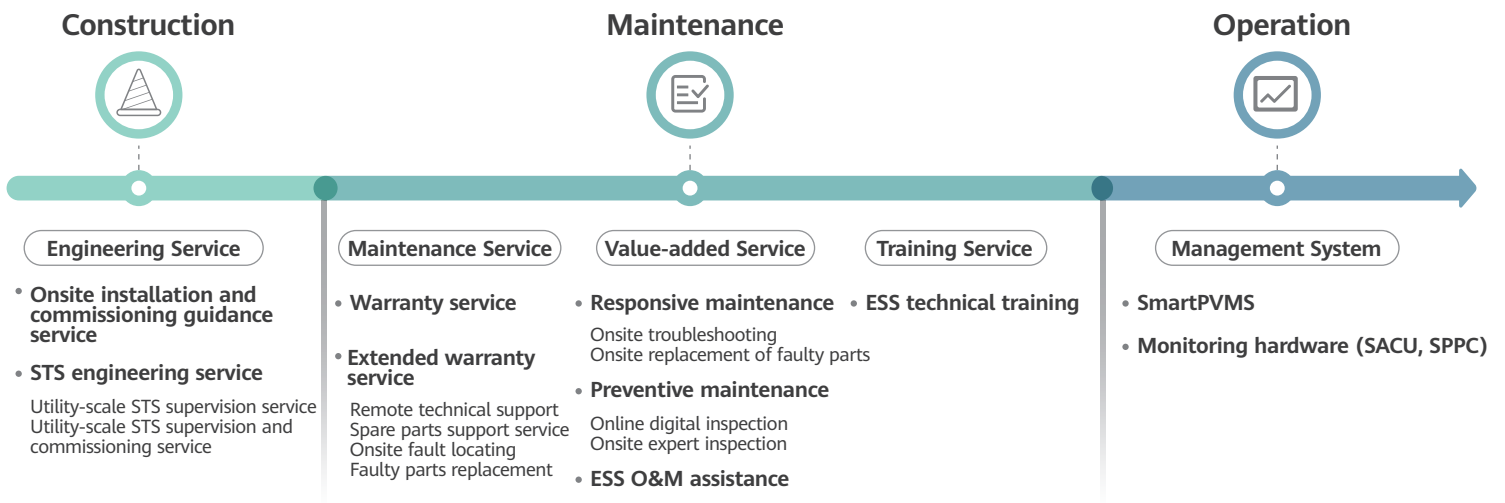 Construction
Maintenance
Operation
Engineering Service
• Onsite installation and
commissioning guidance
service
• STS engineering service
Utility-scale STS supervision service
Utility-scale STS supervision and
commissioning service
Maintenance Service
• Warranty service
• Extended warranty
service
Remote technical support
Spare parts support service
Onsite fault locating
Faulty parts replacement
Value-added Service
• Responsive maintenance
Onsite troubleshooting
Onsite replacement of faulty parts
• Preventive maintenance
Online digital inspection
Onsite expert inspection
• ESS O&M assistance
Training Service
• ESS technical training
Management System
• SmartPVMS
• Monitoring hardware (SACU, SPPC)